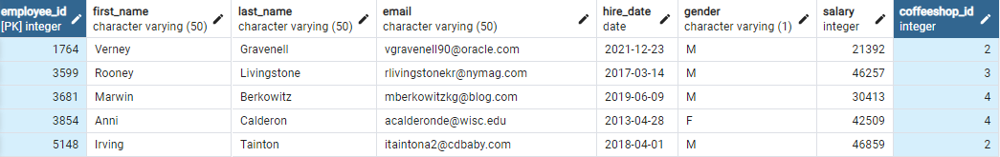 employee_id first_name last_name email hire_date gender salary coffeeshop_id
[PK] integer character varying (50) character varying (50) character varying (50) date character varying (1) integer integer
1764 Verney Gravenell vgravenell90@oracle.com 2021-12-23 M 21392 2
3599 Rooney Livingstone rlivingstonekr@nymag.com 2017-03-14 M 46257 3
3681 Marwin Berkowitz mberkowitzkg@blog.com 2019-06-09 M 30413 4
3854 Anni Calderon acalderonde@wisc.edu 2013-04-28 F 42509 4
5148 Irving Tainton itaintona2@cdbaby.com 2018-04-01 M 46859 2